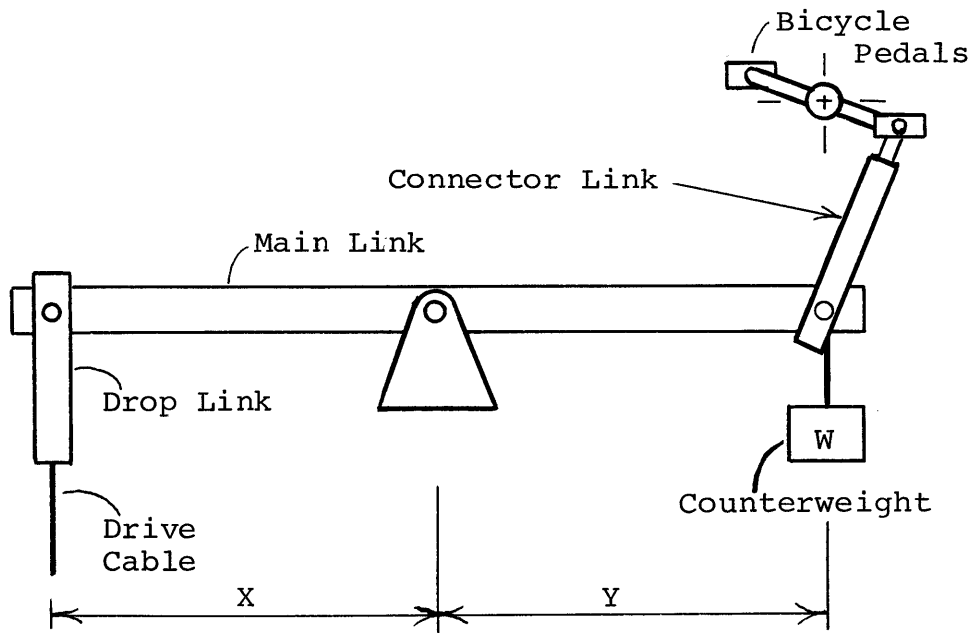 Bicycle
Pedals
Connector Link
Main Link
Drop Link
W
Counterweight
Drive
Cable
X
Y